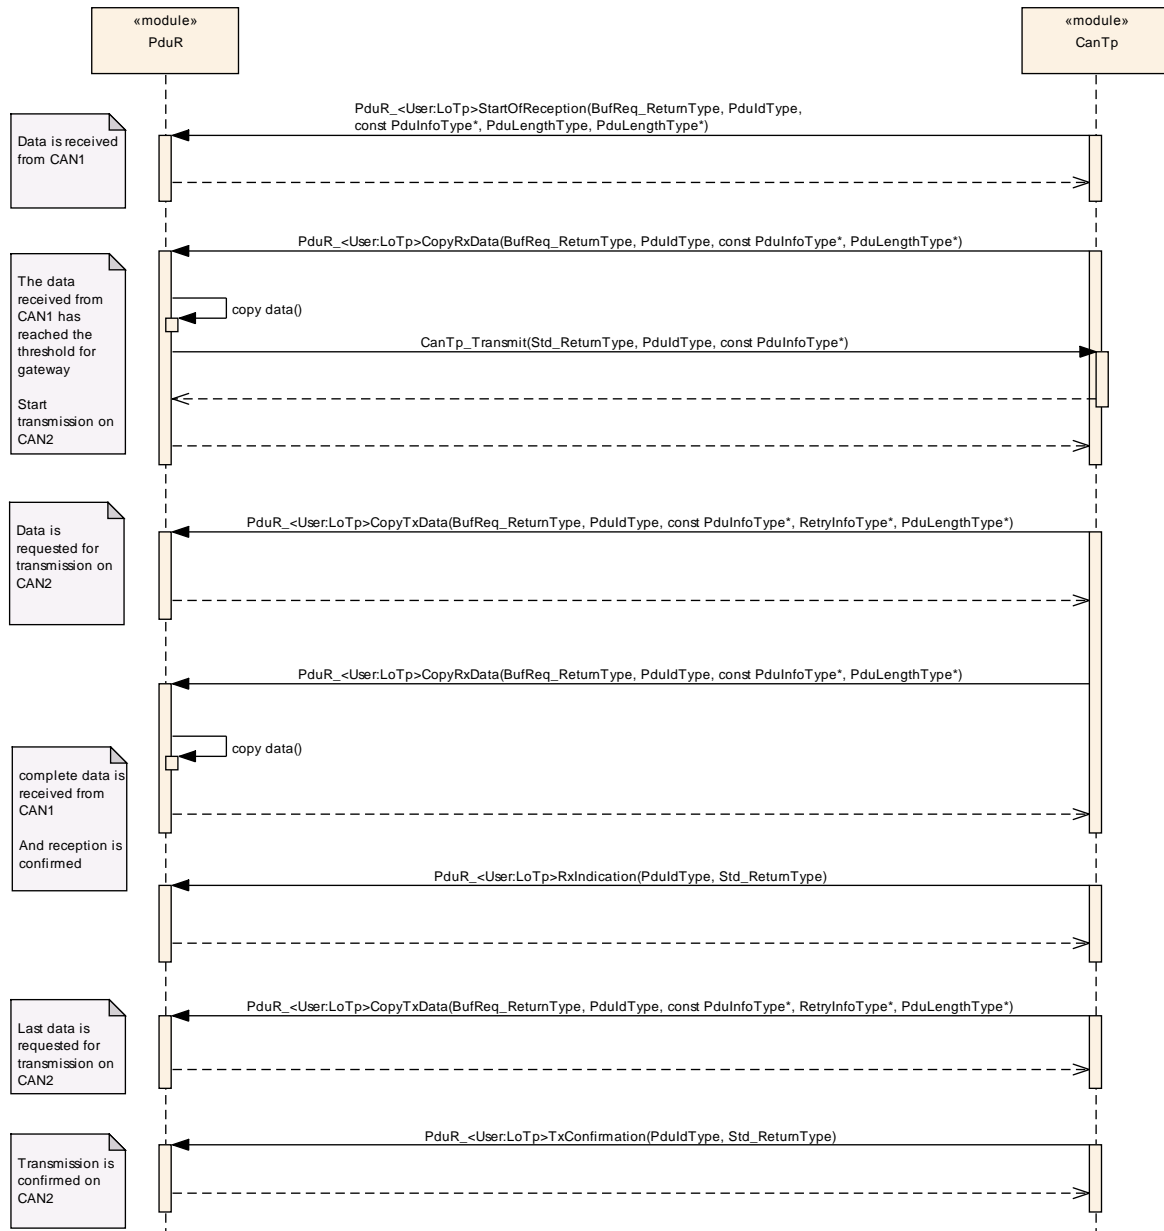 «module»
PduR
«module»
CanTp
PduR_<User:LoTp>StartOfReception(BufReq_ReturnType, PduIdType,
const PduInfoType*, PduLengthType, PduLengthType*)
Data is received
from CAN1
PduR_<User:LoTp>CopyRxData(BufReq_ReturnType, PduIdType, const PduInfoType*, PduLengthType*)
The data
received from
CAN1 has
reached the
threshold for
gateway
Start
transmission on
CAN2
copy data()
CanTp_Transmit(Std_ReturnType, PduIdType, const PduInfoType*)
PduR_<User:LoTp>CopyTxData(BufReq_ReturnType, PduIdType, const PduInfoType*, RetryInfoType*, PduLengthType*)
Data is
requested for
transmission on
CAN2
PduR_<User:LoTp>CopyRxData(BufReq_ReturnType, PduIdType, const PduInfoType*, PduLengthType*)
copy data()
complete data is
received from
CAN1
And reception is
confirmed
PduR_<User:LoTp>RxIndication(PduIdType, Std_ReturnType)
PduR_<User:LoTp>CopyTxData(BufReq_ReturnType, PduIdType, const PduInfoType*, RetryInfoType*, PduLengthType*)
Last data is
requested for
transmission on
CAN2
PduR_<User:LoTp>TxConfirmation(PduIdType, Std_ReturnType)
Transmission is
confirmed on
CAN2